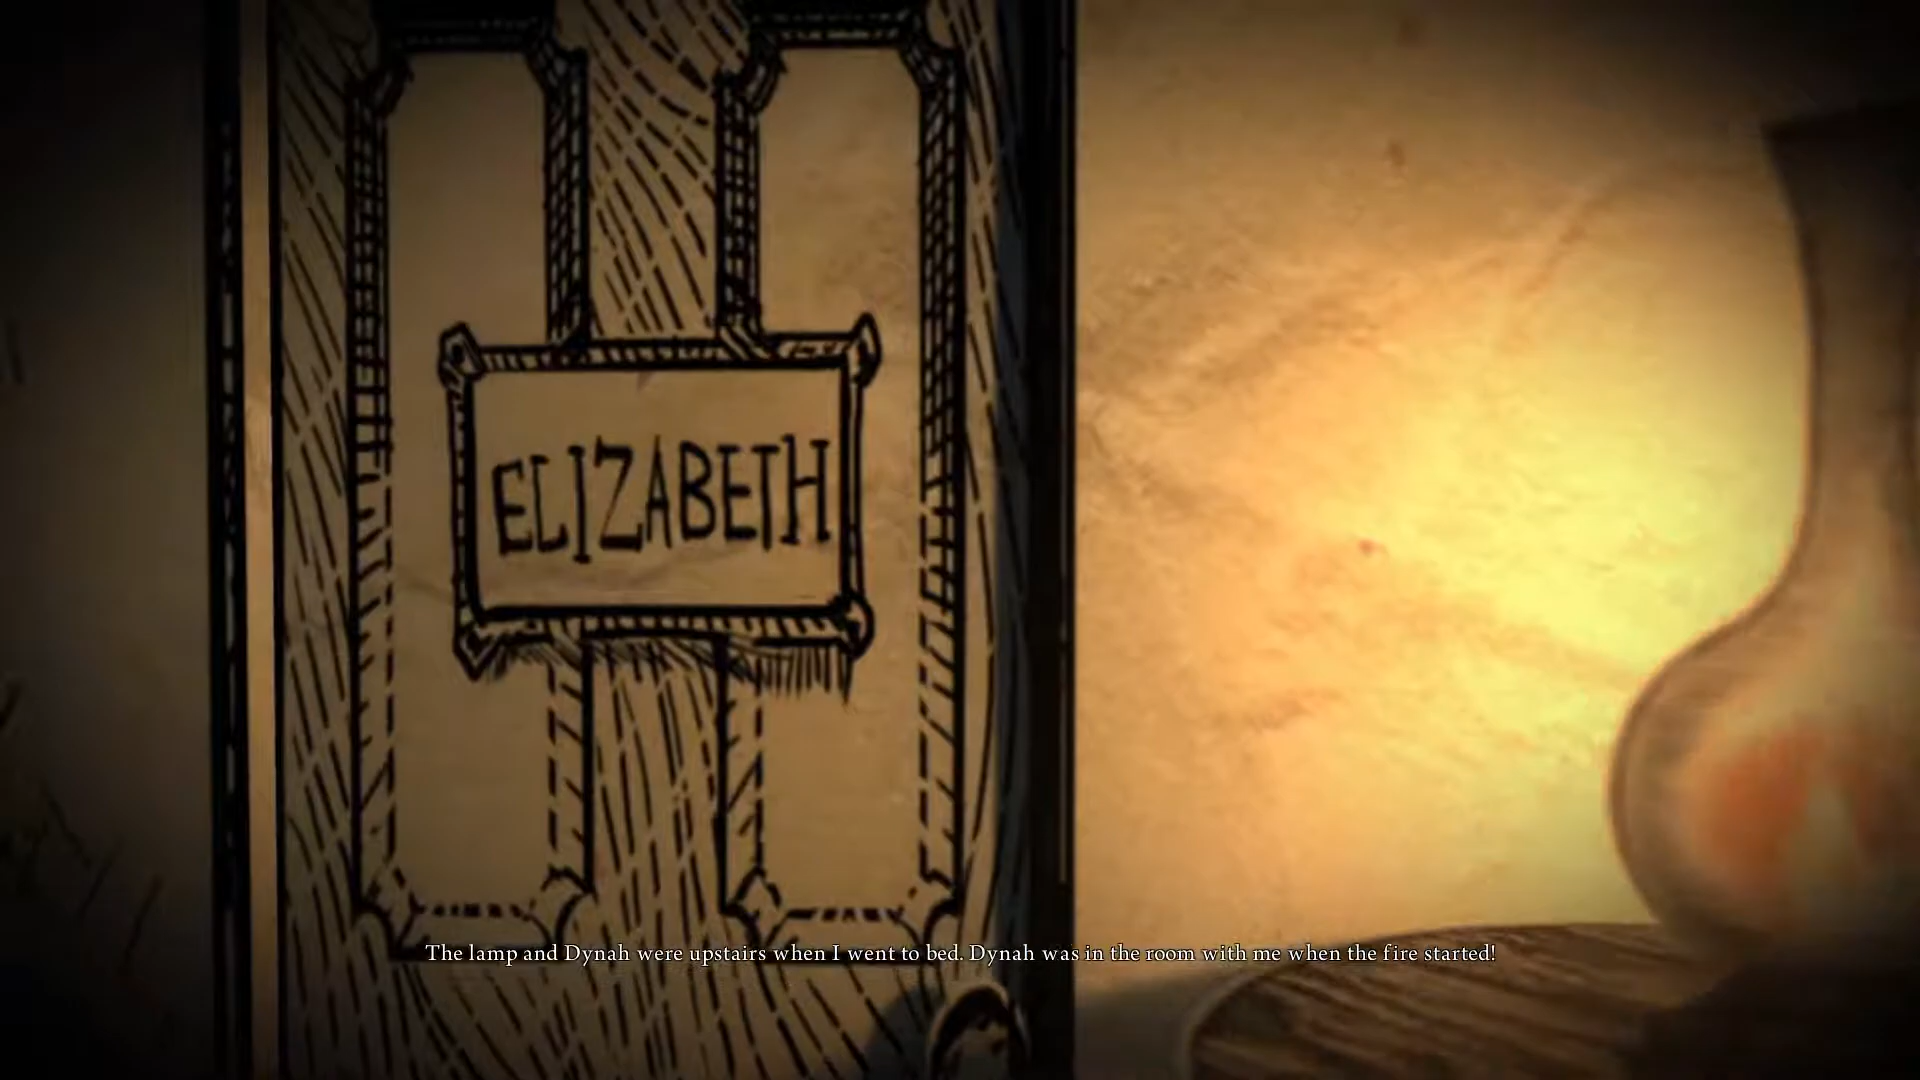 ELIZABETH
The lamp and Dynah were upstairs when I went to bed. Dynah was in the room with me when the fire started!